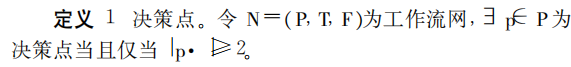 定义 1 决策点。令 N=(P, T, F)为工作流网,∃ p∈ P 为
决策点当且仅当 |p• |≥2。